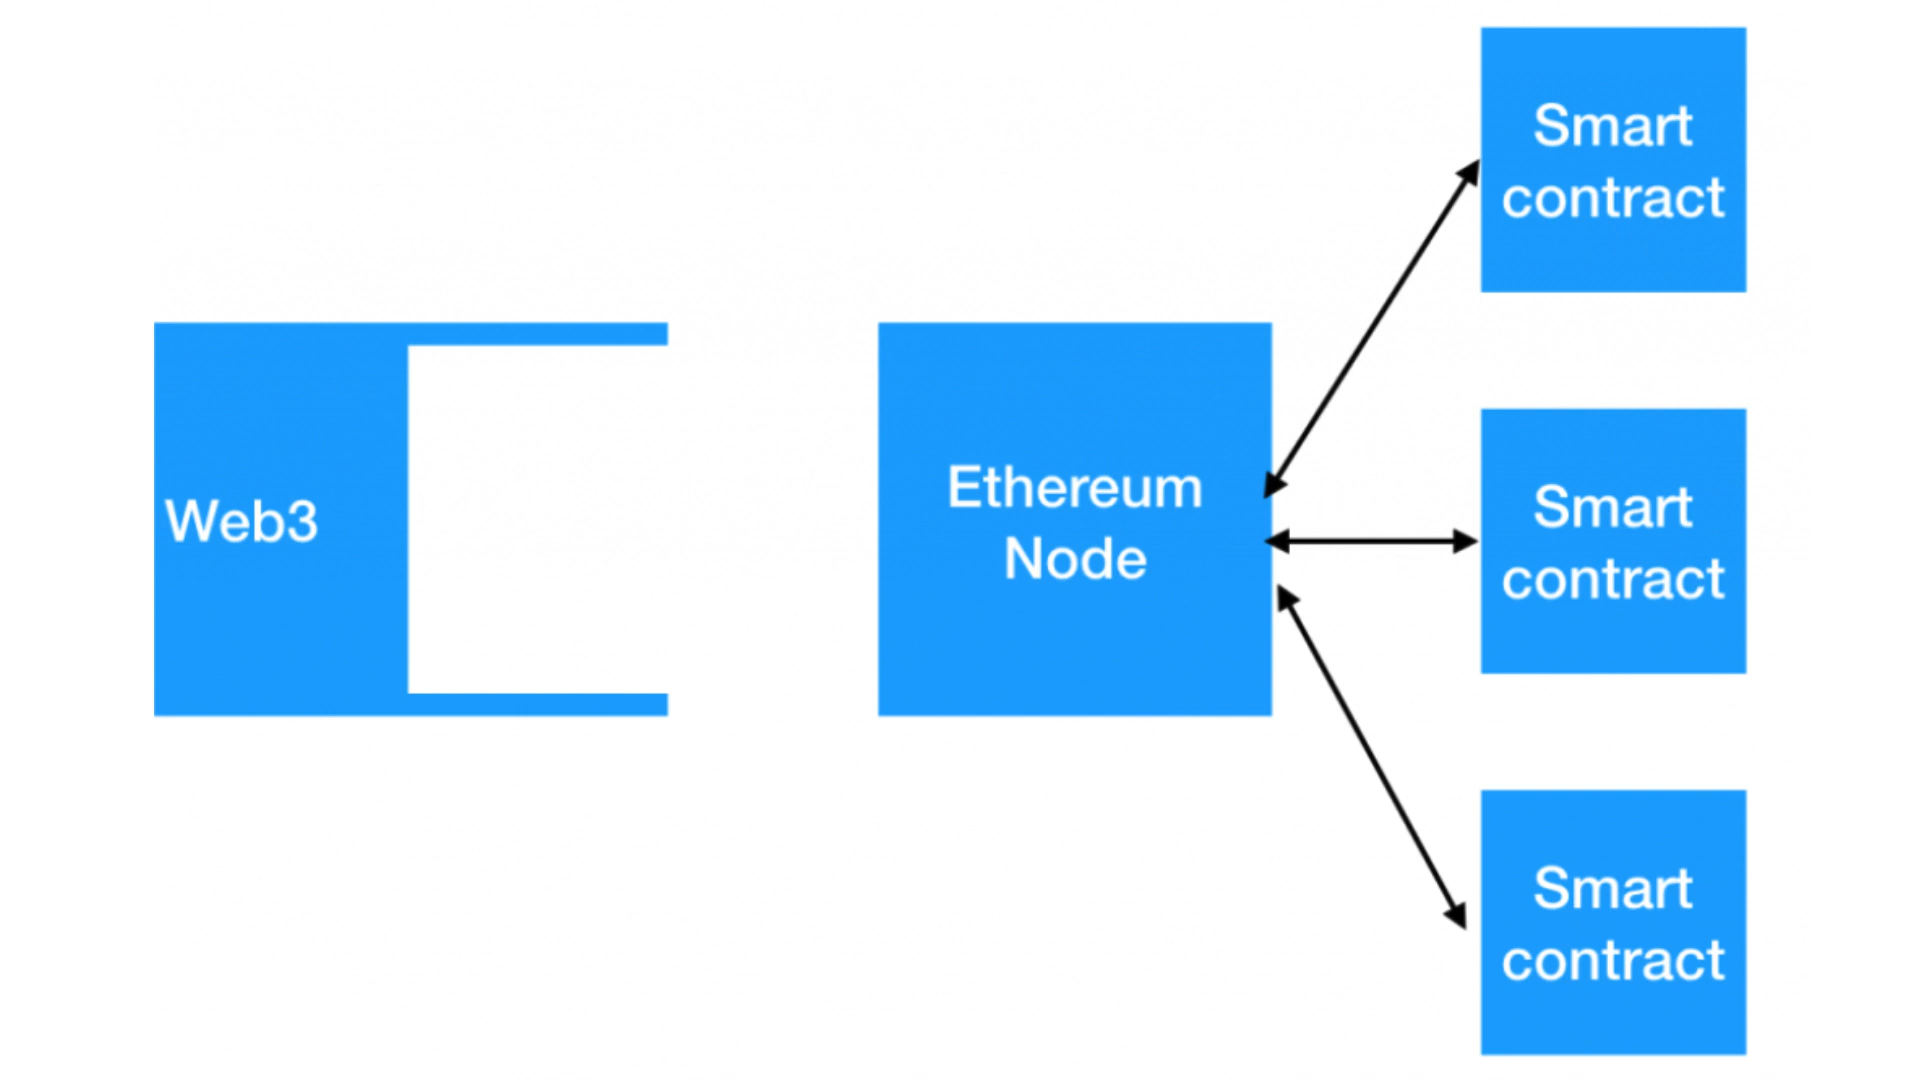 Web3
Ethereum
Node
Smart
contract
Smart
contract
Smart
contract